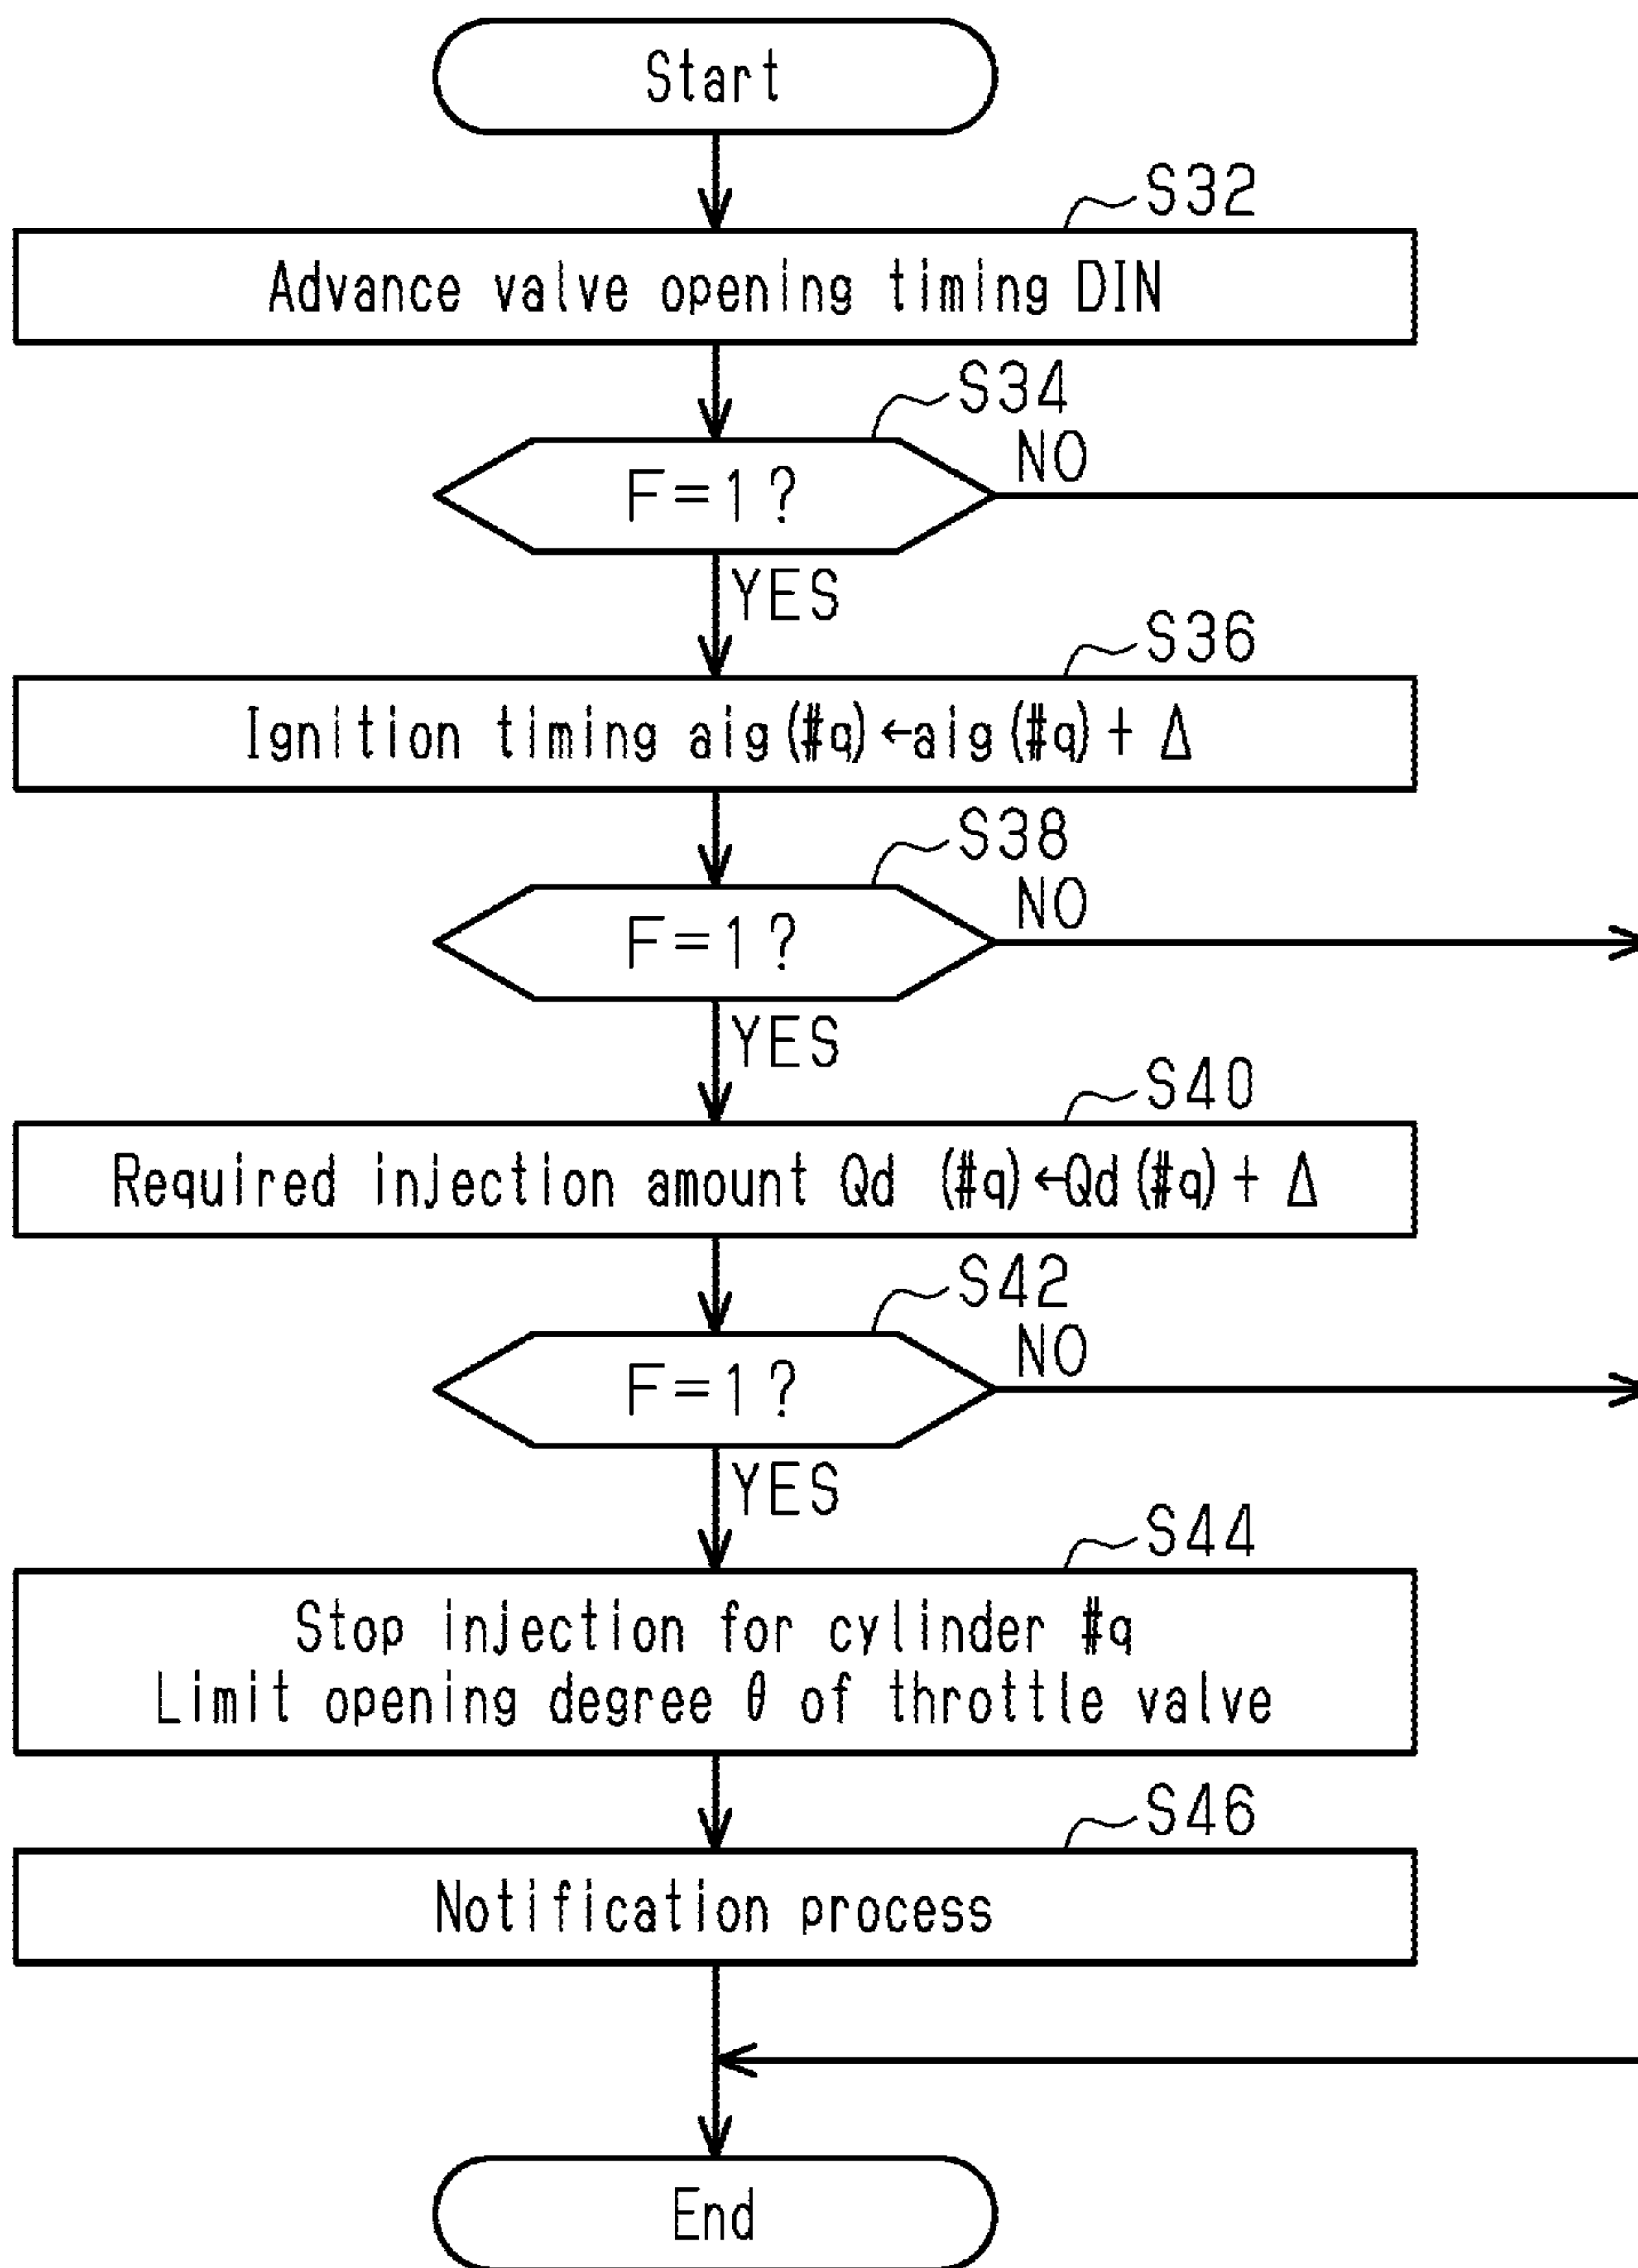 Start
S32
Advance valve opening timing DIN
S34
F=1?
NO
YES
S36
Ignition timing aig(#q)←aig(#q)+ Δ
S38
F=1?
NO
YES
S40
Required injection amount Qd (#q)←Qd(#q)+ Δ
S42
F=1?
NO
YES
S44
Stop injection for cylinder #q
Limit opening degree θ of throttle valve
S46
Notification process
End